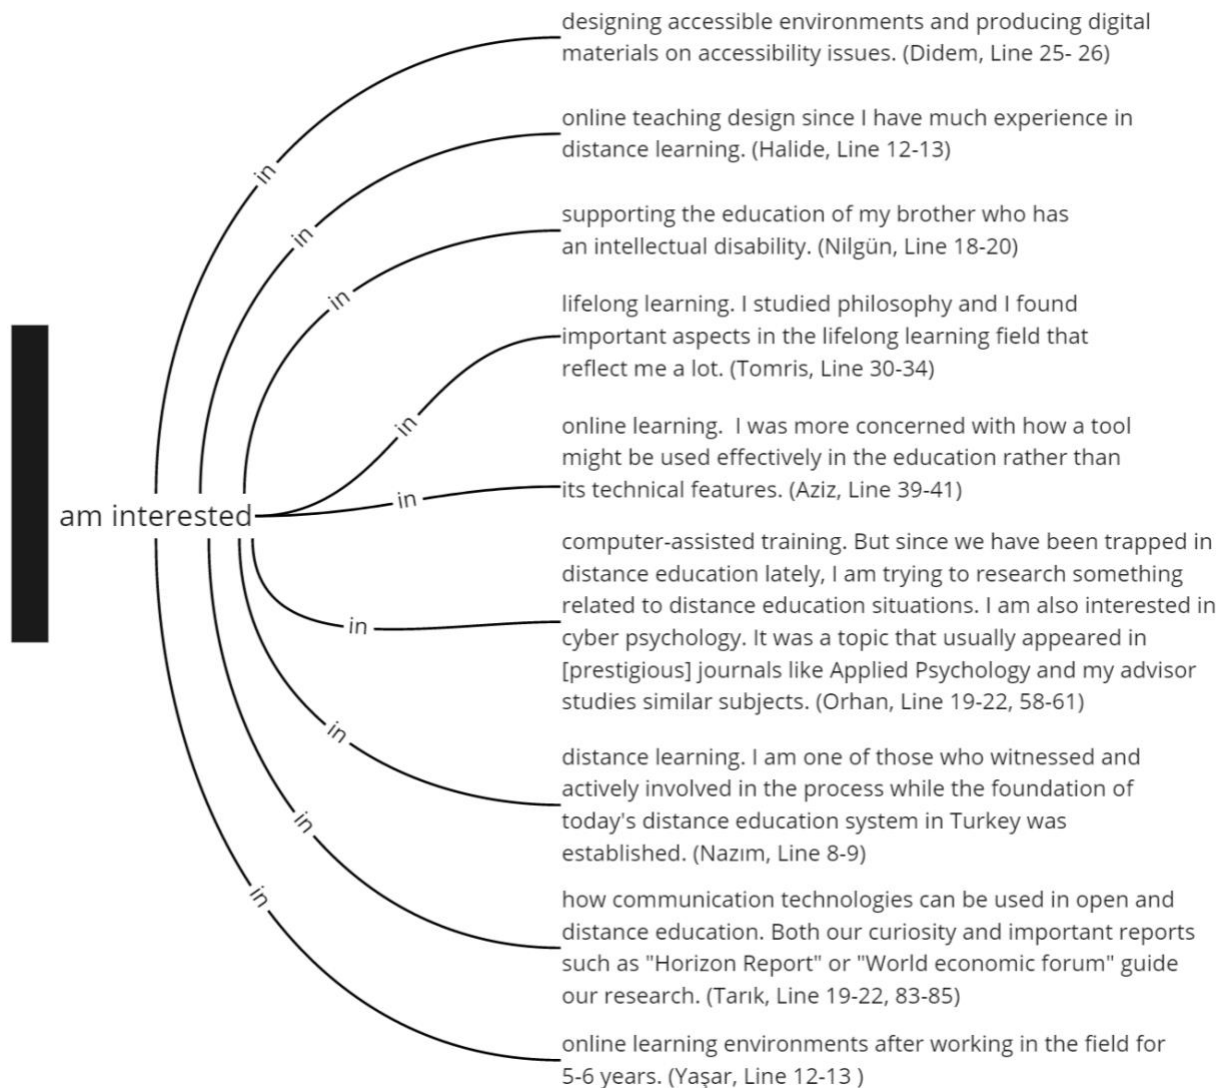 designing accessible environments and producing digital
materials on accessibility issues. (Didem, Line 25- 26)
in
online teaching design since I have much experience in
distance learning. (Halide, Line 12-13)
in
supporting the education of my brother who has
an intellectual disability. (Nilgün, Line 18-20)
in
lifelong learning. I studied philosophy and I found
important aspects in the lifelong learning field that
reflect me a lot. (Tomris, Line 30-34)
in
online learning.  I was more concerned with how a tool
might be used effectively in the education rather than
its technical features. (Aziz, Line 39-41)
in
I am interested
computer-assisted training. But since we have been trapped in
distance education lately, I am trying to research something
related to distance education situations. I am also interested in
cyber psychology. It was a topic that usually appeared in
[prestigious] journals like Applied Psychology and my advisor
studies similar subjects. (Orhan, Line 19-22, 58-61)
in
distance learning. I am one of those who witnessed and
actively involved in the process while the foundation of
today's distance education system in Turkey was
established. (Nazım, Line 8-9)
in
how communication technologies can be used in open and
distance education. Both our curiosity and important reports
such as "Horizon Report" or "World economic forum" guide
our research. (Tarık, Line 19-22, 83-85)
in
online learning environments after working in the field for
5-6 years. (Yaşar, Line 12-13 )
in